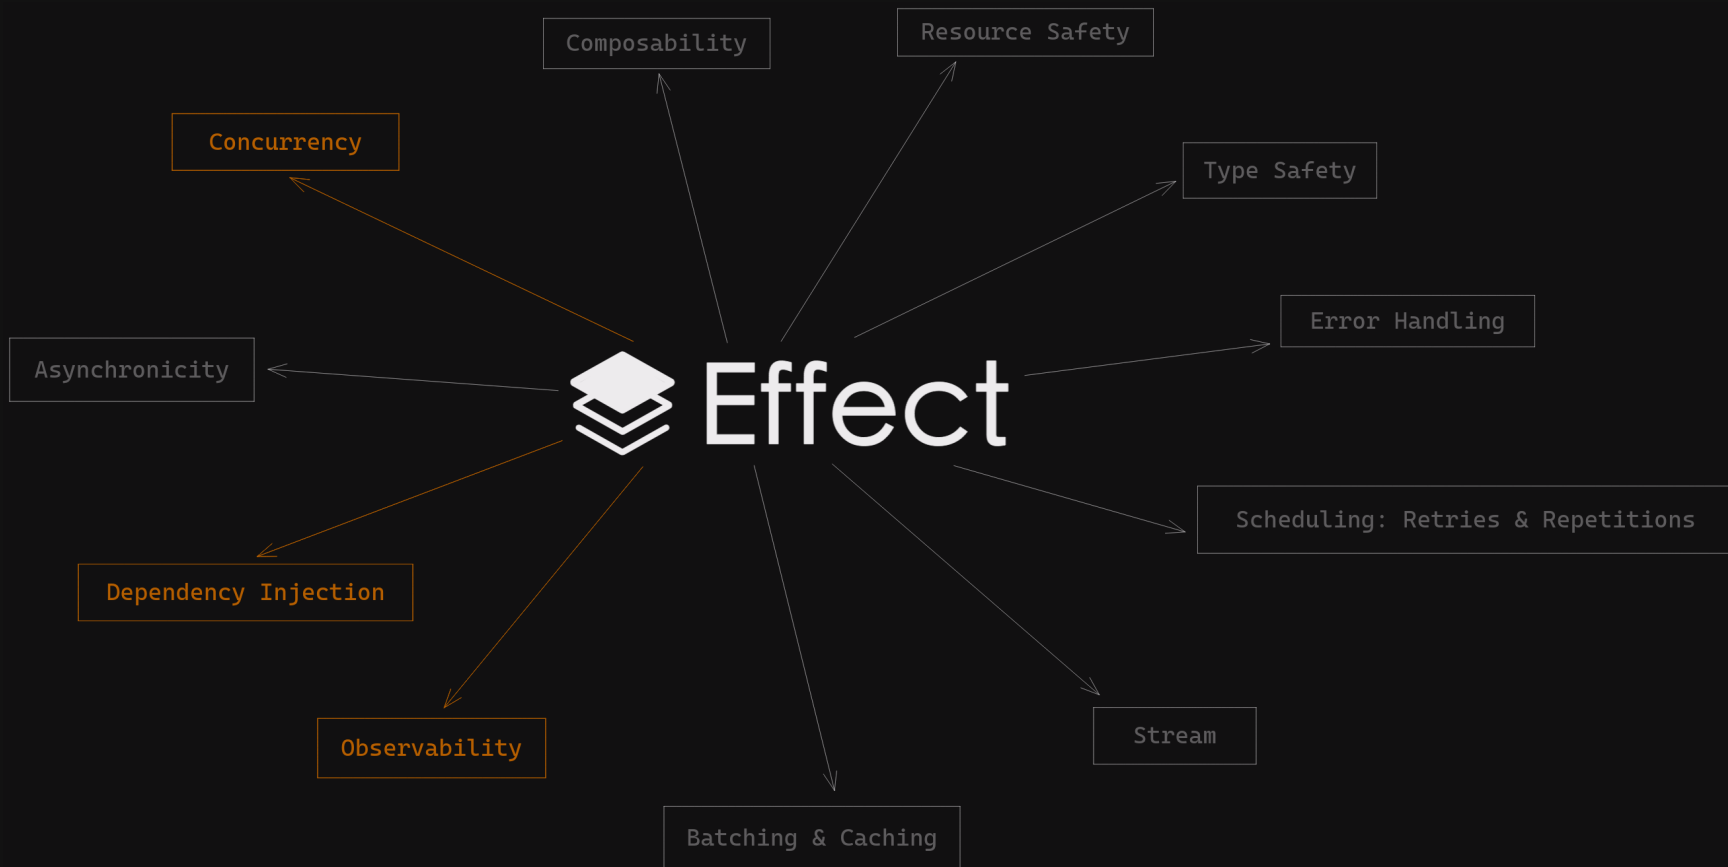 Resource Safety
Composability
Concurrency
Type Safety
Error Handling
Asynchronicity
Effect
Scheduling: Retries & Repetitions
Dependency Injection
Stream
Observability
Batching & Caching